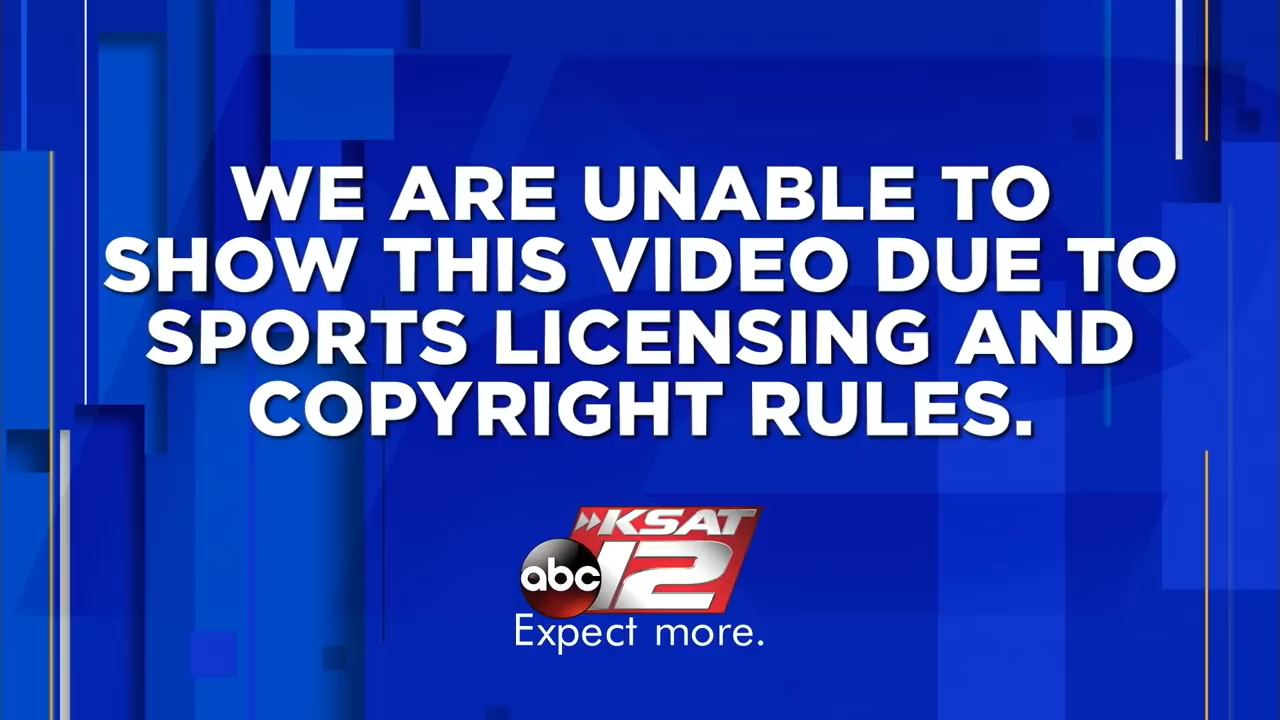 WE ARE UNABLE TO
SHOW THIS VIDEO DUE TO
SPORTS LICENSING AND
COPYRIGHT RULES.
KSAT
abc 12
Expect more.